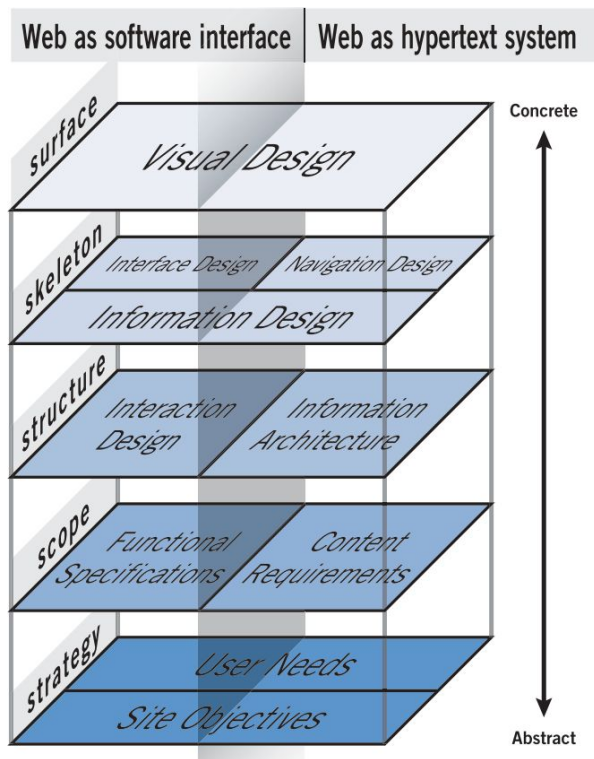 Web as software interface
Web as hypertext system
Concrete
surface
Visual Design
skeleton
Interface Design
Navigation Design
Information Design
structure
Interaction
Design
Information
Architecture
scope
Functional
Specifications
Content
Requirements
strategy
User Needs
Site Objectives
Abstract